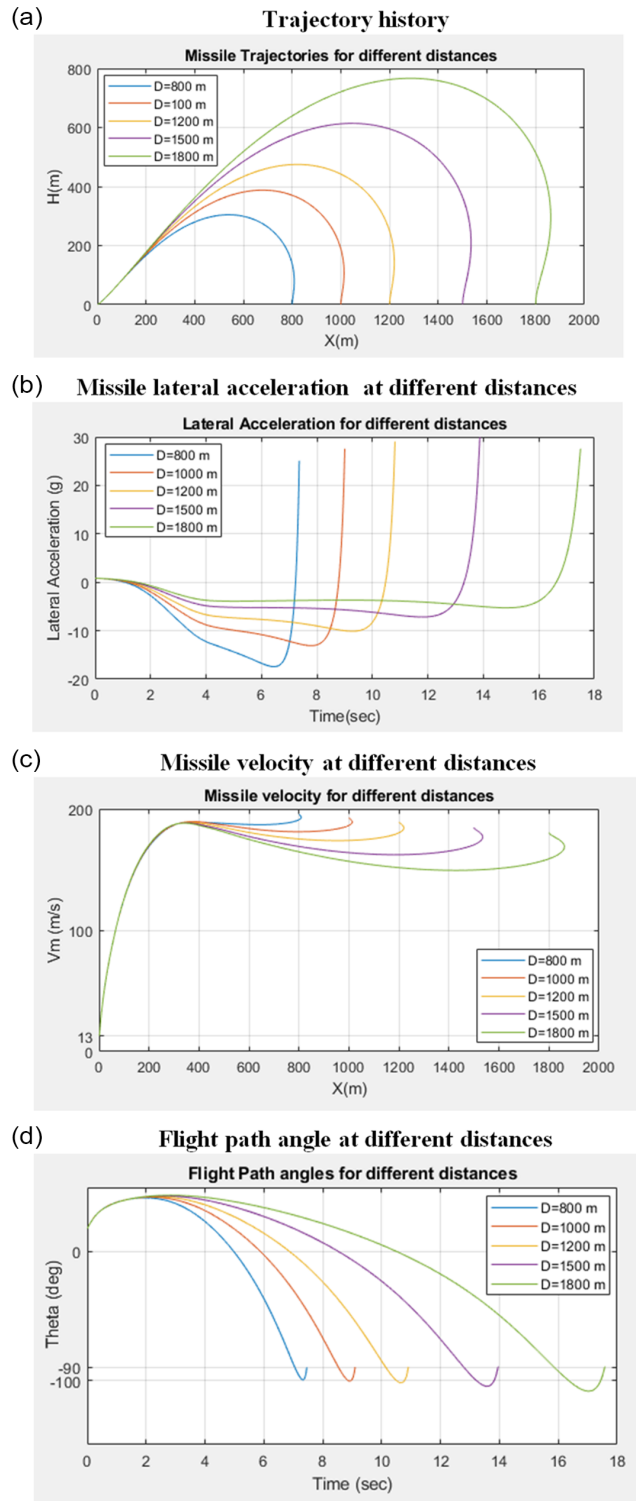 (a) Trajectory history
Missile Trajectories for different distances
800
600
400
200
0
H(m)
D=800 m
D=100 m
D=1200 m
D=1500 m
D=1800 m
0 200 400 600 800 1000 1200 1400 1600 1800 2000
X(m)
(b) Missile lateral acceleration at different distances
Lateral Acceleration for different distances
30
20
10
0
-10
-20
Lateral Acceleration (g)
D=800 m
D=1000 m
D=1200 m
D=1500 m
D=1800 m
0 2 4 6 8 10 12 14 16 18
Time(sec)
(c) Missile velocity at different distances
Missile velocity for different distances
200
100
13
0
Vm (m/s)
D=800 m
D=1000 m
D=1200 m
D=1500 m
D=1800 m
0 200 400 600 800 1000 1200 1400 1600 1800 2000
X(m)
(d) Flight path angle at different distances
Flight Path angles for different distances
0
-90
-100
Theta (deg)
D=800 m
D=1000 m
D=1200 m
D=1500 m
D=1800 m
0 2 4 6 8 10 12 14 16 18
Time (sec)